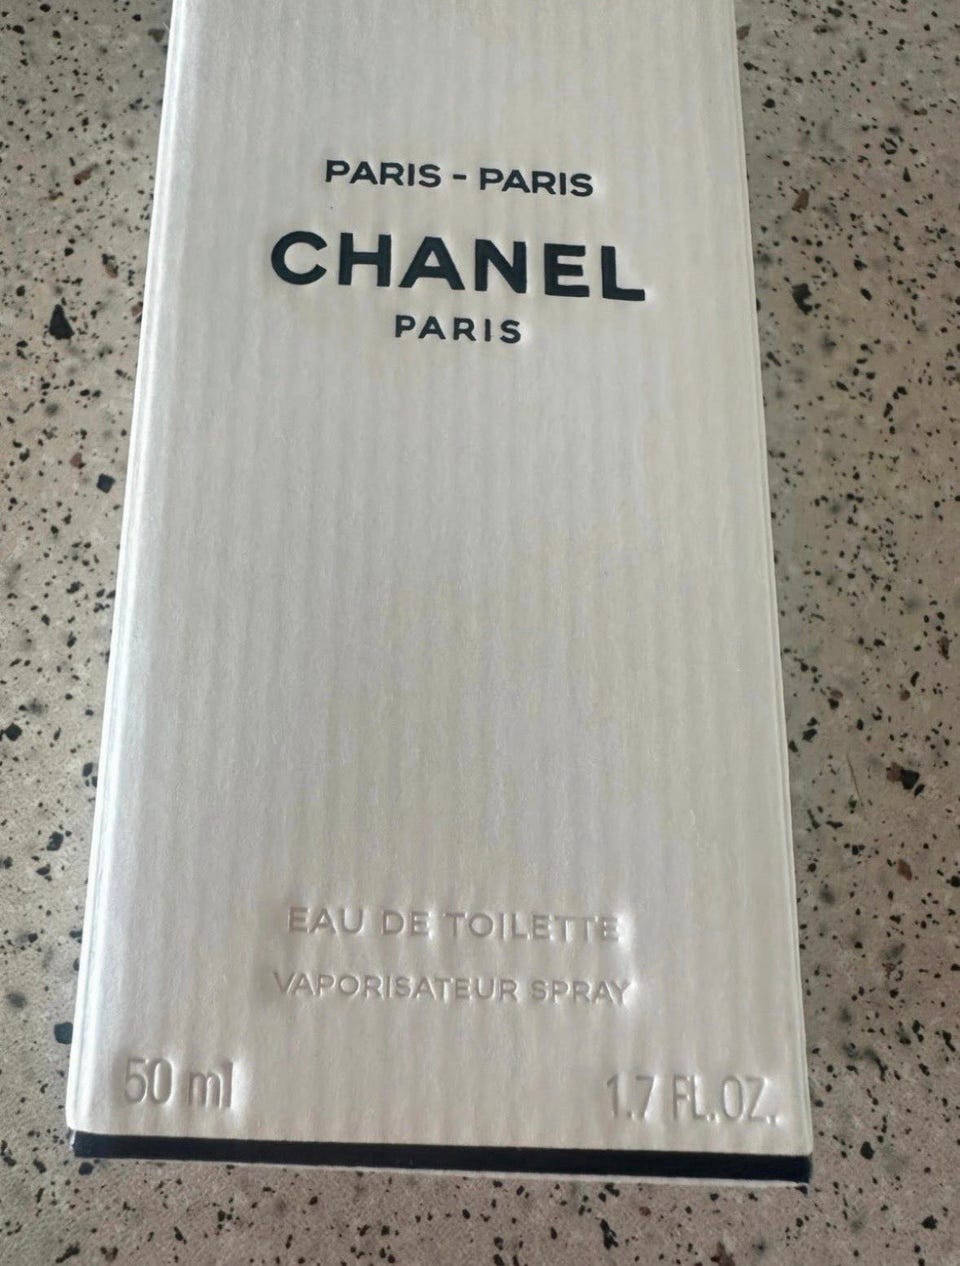 PARIS - PARIS
CHANEL
PARIS
EAU DE TOILETTE
VAPORISATEUR SPRAY
50 ml
1.7 FL.OZ.